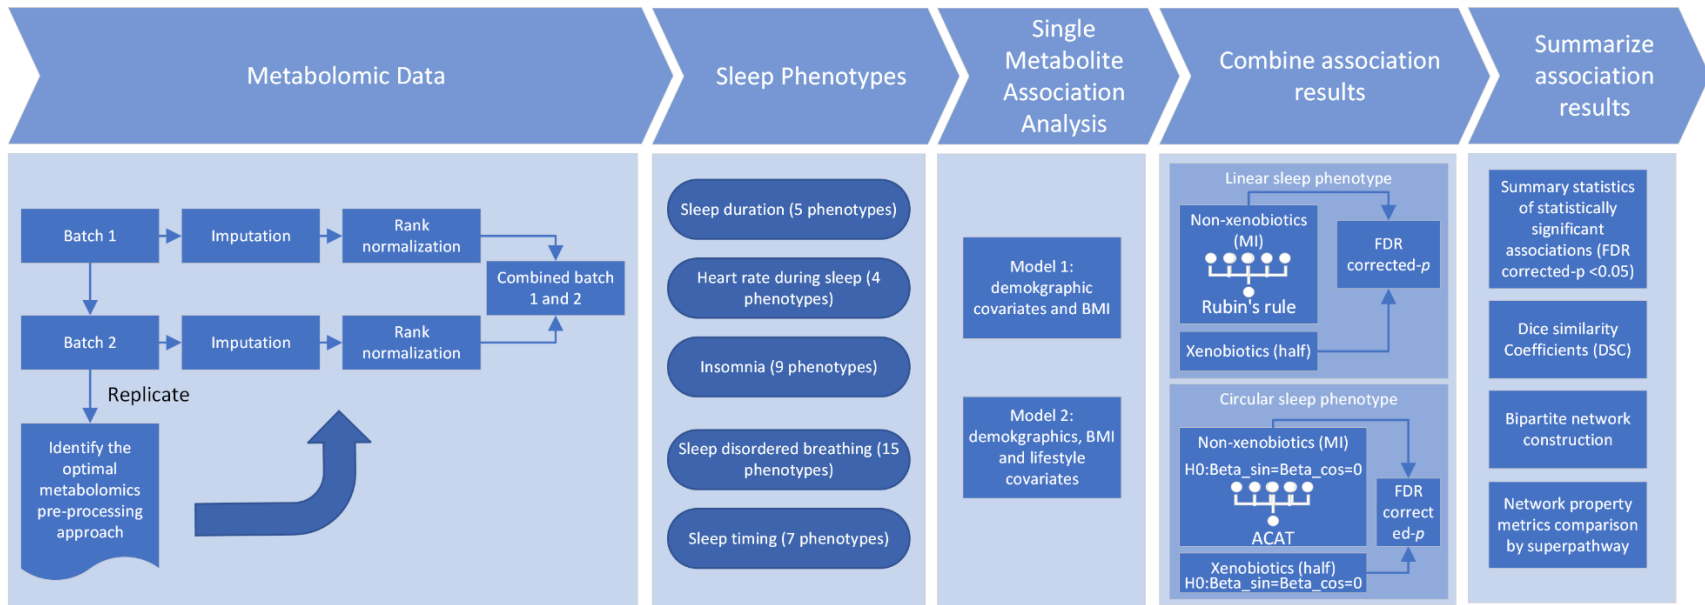 Metabolomic Data
Sleep Phenotypes
Single
Metabolite
Association
Analysis
Combine association
results
Summarize
association
results
Batch 1
Imputation
Rank
normalization
Combined batch
1 and 2
Batch 2
Imputation
Rank
normalization
Replicate
Identify the
optimal
metabolomics
pre-processing
approach
Sleep duration (5 phenotypes)
Heart rate during sleep (4
phenotypes)
Insomnia (9 phenotypes)
Sleep disordered breathing (15
phenotypes)
Sleep timing (7 phenotypes)
Model 1:
demokgraphic
covariates and BMI
Model 2:
demokgraphics, BMI
and lifestyle
covariates
Linear sleep phenotype
Non-xenobiotics
(MI)
Rubin's rule
FDR
corrected-p
Xenobiotics (half)
Circular sleep phenotype
Non-xenobiotics (MI)
H0:Beta_sin=Beta_cos=0
ACAT
FDR
correct
ed-p
Xenobiotics (half)
H0:Beta_sin=Beta_cos=0
Summary statistics
of statistically
significant
associations (FDR
corrected-p <0.05)
Dice similarity
Coefficients (DSC)
Bipartite network
construction
Network property
metrics comparison
by superpathway